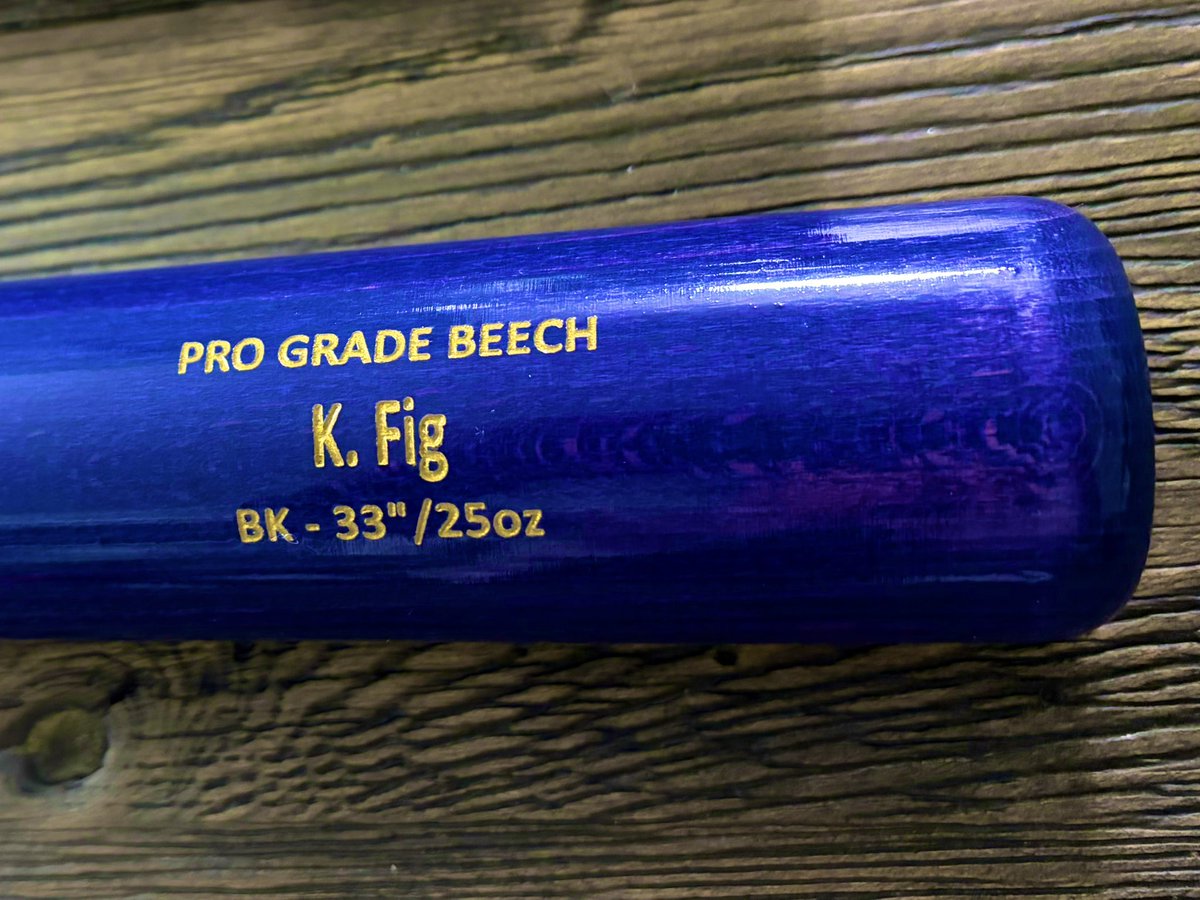 PRO GRADE BEECH
K. Fig
BK - 33"/25oz